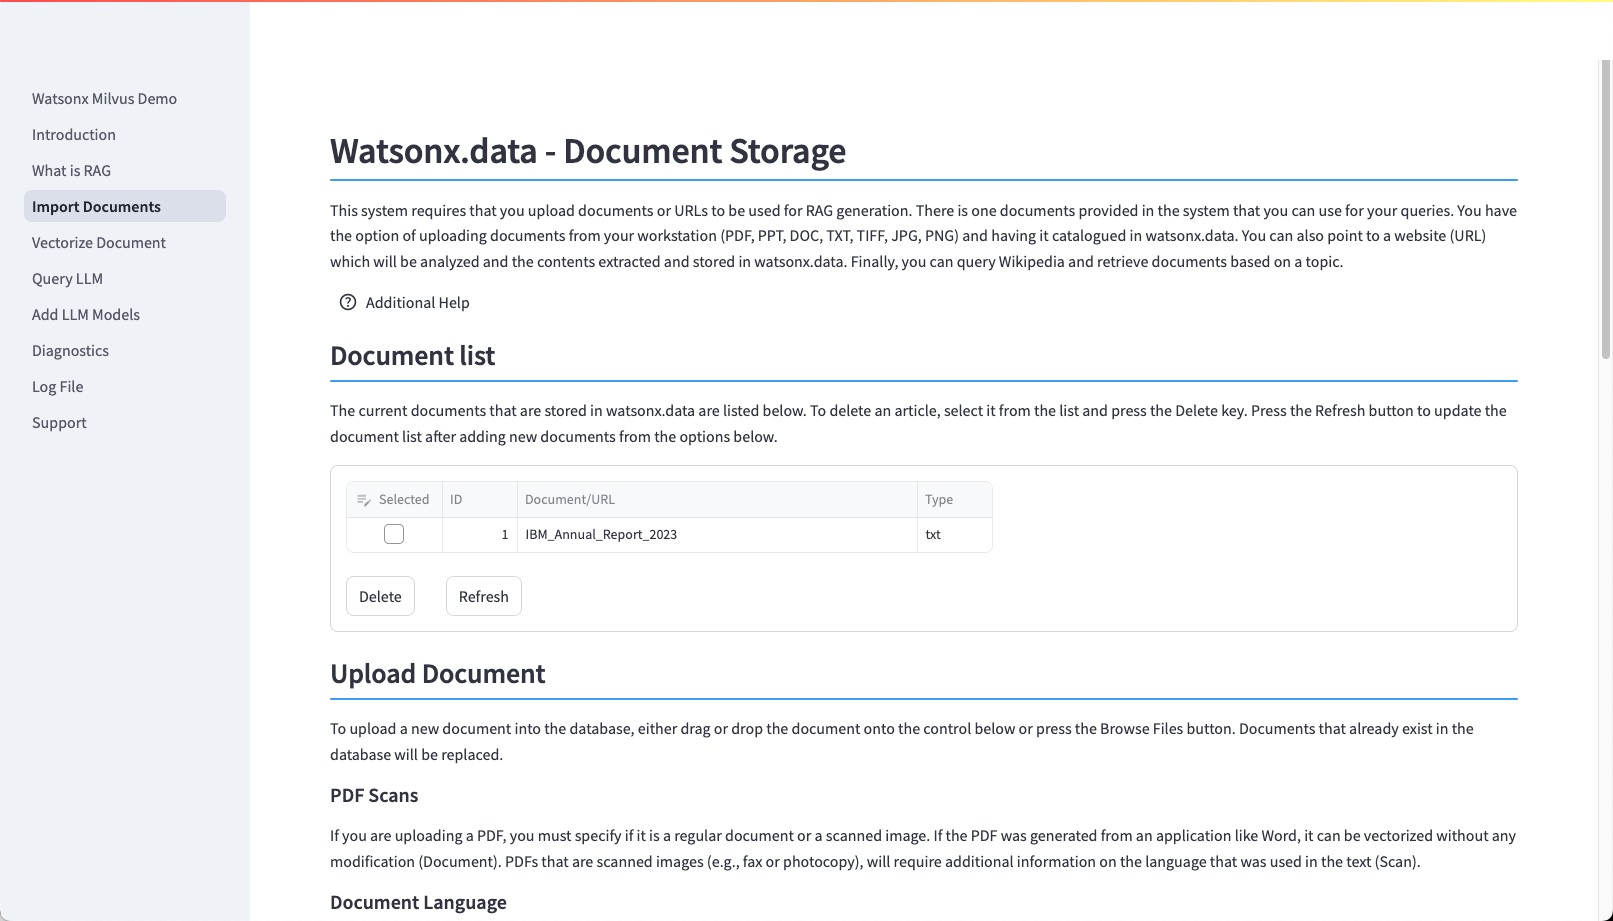 Watsonx Milvus Demo
Introduction
What is RAG
Import Documents
Vectorize Document
Query LLM
Add LLM Models
Diagnostics
Log File
Support
Watsonx.data - Document Storage
This system requires that you upload documents or URLs to be used for RAG generation. There is one documents provided in the system that you can use for your queries. You have
the option of uploading documents from your workstation (PDF, PPT, DOC, TXT, TIFF, JPG, PNG) and having it catalogued in watsonx.data. You can also point to a website (URL)
which will be analyzed and the contents extracted and stored in watsonx.data. Finally, you can query Wikipedia and retrieve documents based on a topic.
Additional Help
Document list
The current documents that are stored in watsonx.data are listed below. To delete an article, select it from the list and press the Delete key. Press the Refresh button to update the
document list after adding new documents from the options below.
Selected ID Document/URL Type
1 IBM_Annual_Report_2023 txt
Delete Refresh
Upload Document
To upload a new document into the database, either drag or drop the document onto the control below or press the Browse Files button. Documents that already exist in the
database will be replaced.
PDF Scans
If you are uploading a PDF, you must specify if it is a regular document or a scanned image. If the PDF was generated from an application like Word, it can be vectorized without any
modification (Document). PDFs that are scanned images (e.g., fax or photocopy), will require additional information on the language that was used in the text (Scan).
Document Language